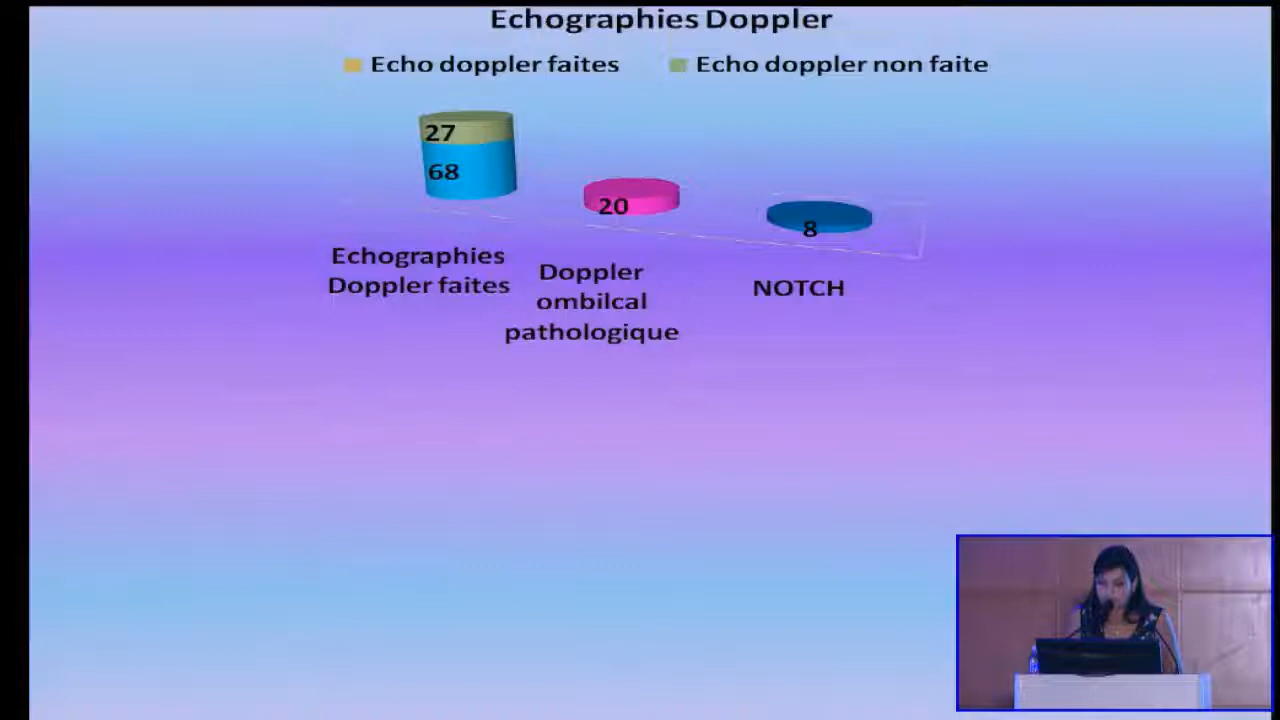 Echographies Doppler
Echo doppler faites
Echo doppler non faite
27
68
20
8
Echographies
Doppler faites
Doppler
ombilcal
pathologique
NOTCH